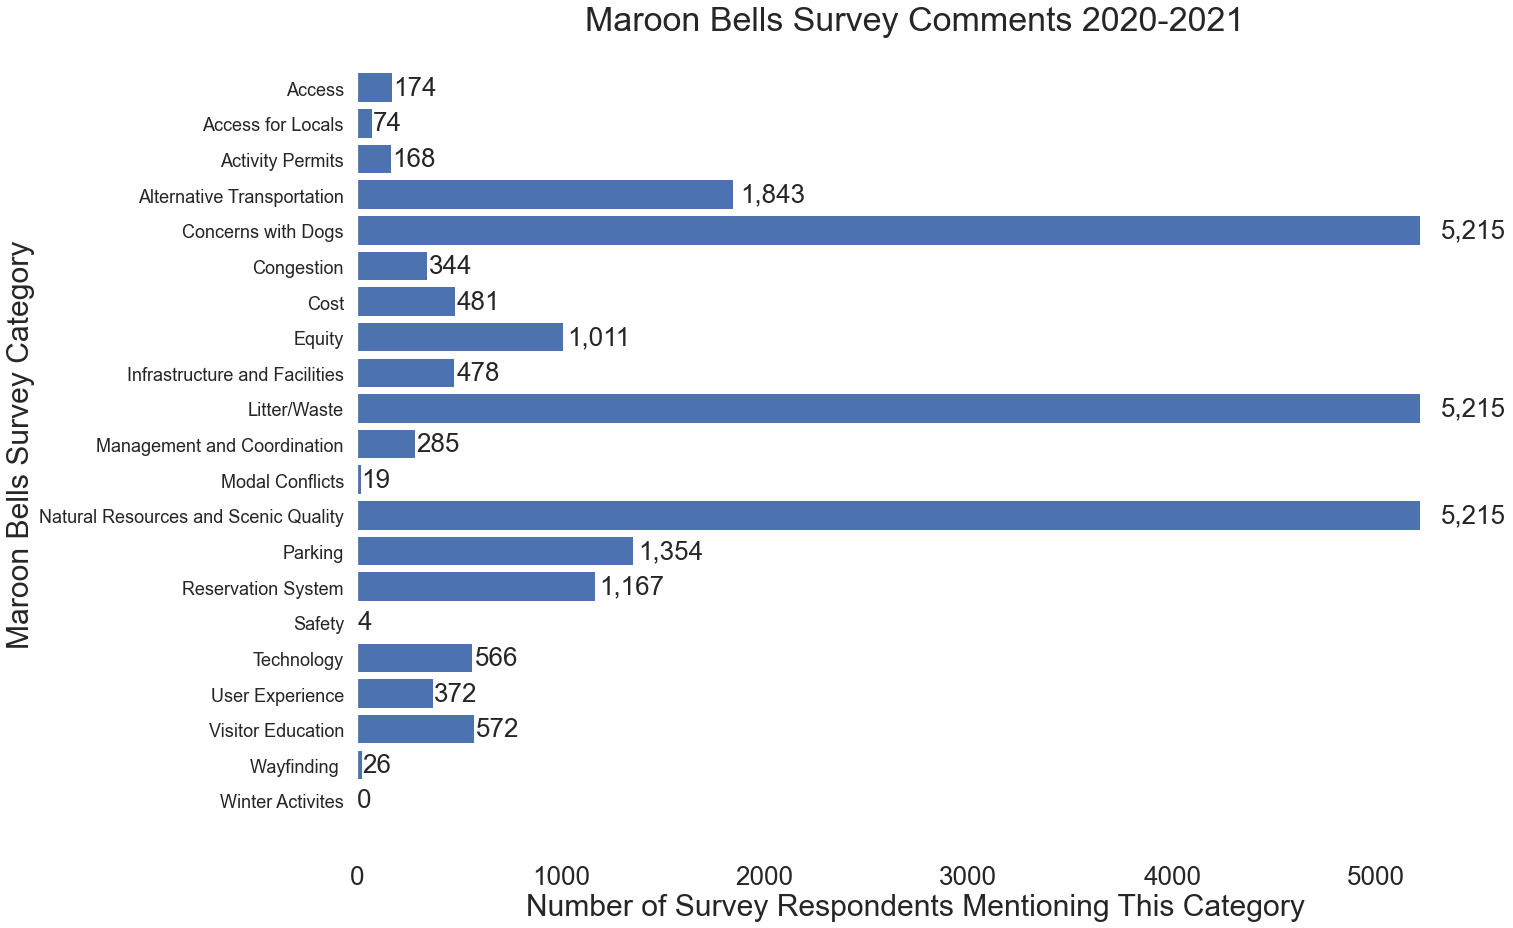 Maroon Bells Survey Comments 2020-2021
Maroon Bells Survey Category
Access 174
Access for Locals 74
Activity Permits 168
Alternative Transportation 1,843
Concerns with Dogs 5,215
Congestion 344
Cost 481
Equity 1,011
Infrastructure and Facilities 478
Litter/Waste 5,215
Management and Coordination 285
Modal Conflicts 19
Natural Resources and Scenic Quality 5,215
Parking 1,354
Reservation System 1,167
Safety 4
Technology 566
User Experience 372
Visitor Education 572
Wayfinding 26
Winter Activites 0
0 1000 2000 3000 4000 5000
Number of Survey Respondents Mentioning This Category